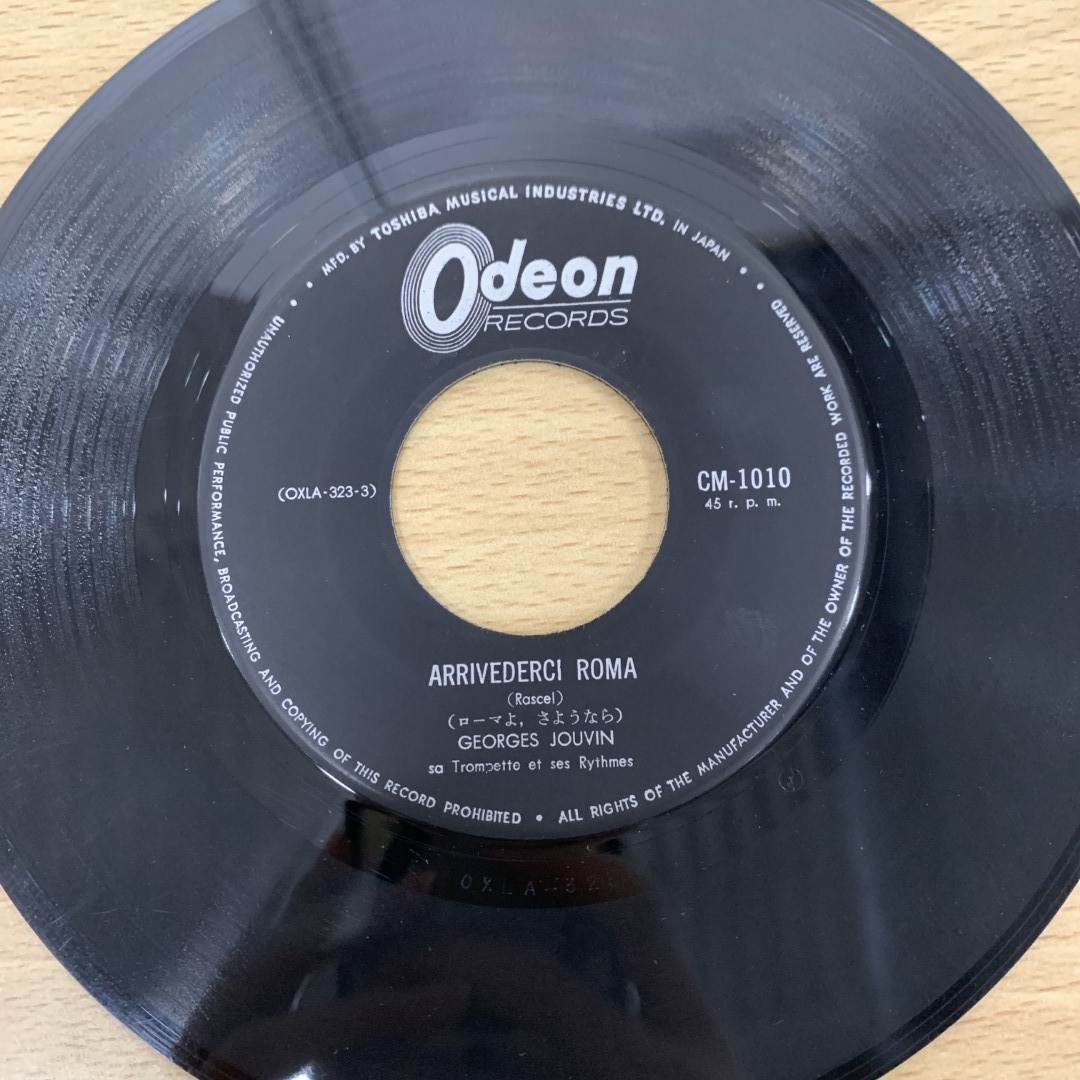 MFD. BY TOSHIBA MUSICAL INDUSTRIES LTD. IN JAPAN
Odeon
RECORDS
(OXLA-323-3)
CM-1010
45 r. p. m.
ARRIVEDERCI ROMA
(Rascel)
(ローマよ, さようなら)
GEORGES JOUVIN
sa Trompette et ses Rythmes
UNAUTHORIZED PUBLIC PERFORMANCE, BROADCASTING AND COPYING OF THIS RECORD PROHIBITED • ALL RIGHTS OF THE MANUFACTURER AND OF THE OWNER OF THE RECORDED WORK ARE RESERVED
OXLA-32